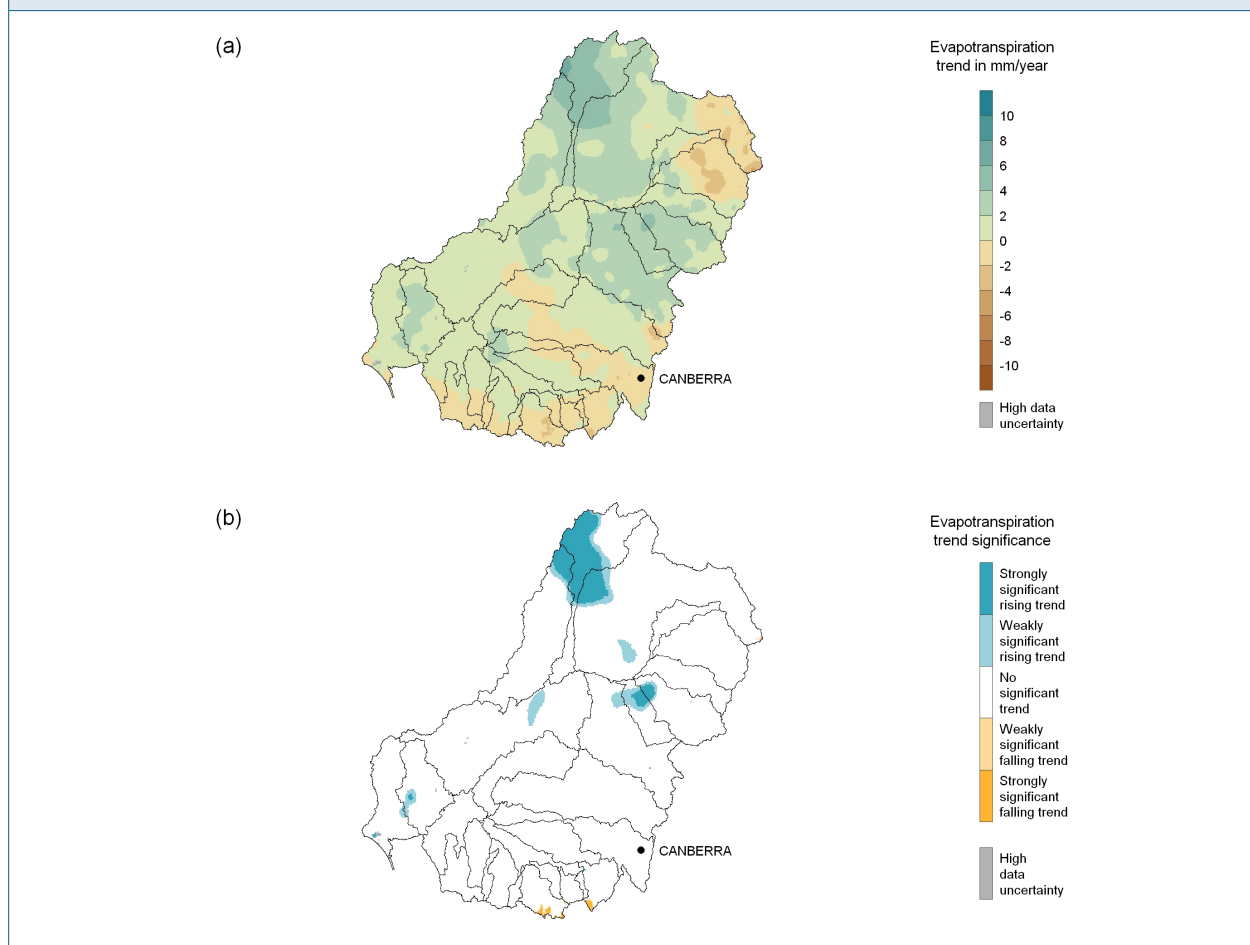 (a)
Evapotranspiration
trend in mm/year
10
8
6
4
2
0
-2
-4
-6
-8
-10
High data
uncertainty
CANBERRA
(b)
Evapotranspiration
trend significance
Strongly
significant
rising trend
Weakly
significant
rising trend
No
significant
trend
Weakly
significant
falling trend
Strongly
significant
falling trend
High
data
uncertainty
CANBERRA